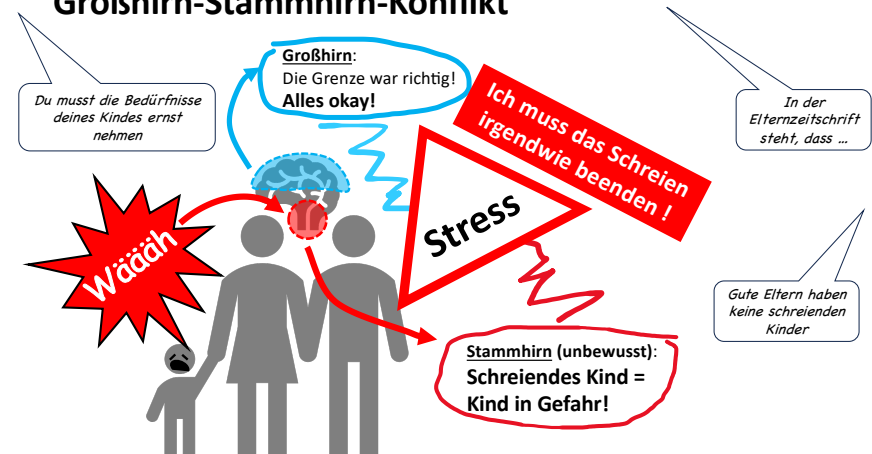 Großhirn-Stammhirn-Konflikt
Großhirn:
Die Grenze war richtig!
Alles okay!
Du musst die Bedürfnisse
deines Kindes ernst
nehmen
Ich muss das Schreien
irgendwie beenden !
In der
Elternzeitschrift
steht, dass ...
Stress
Wäääh
Gute Eltern haben
keine schreienden
Kinder
Stammhirn (unbewusst):
Schreiendes Kind =
Kind in Gefahr!